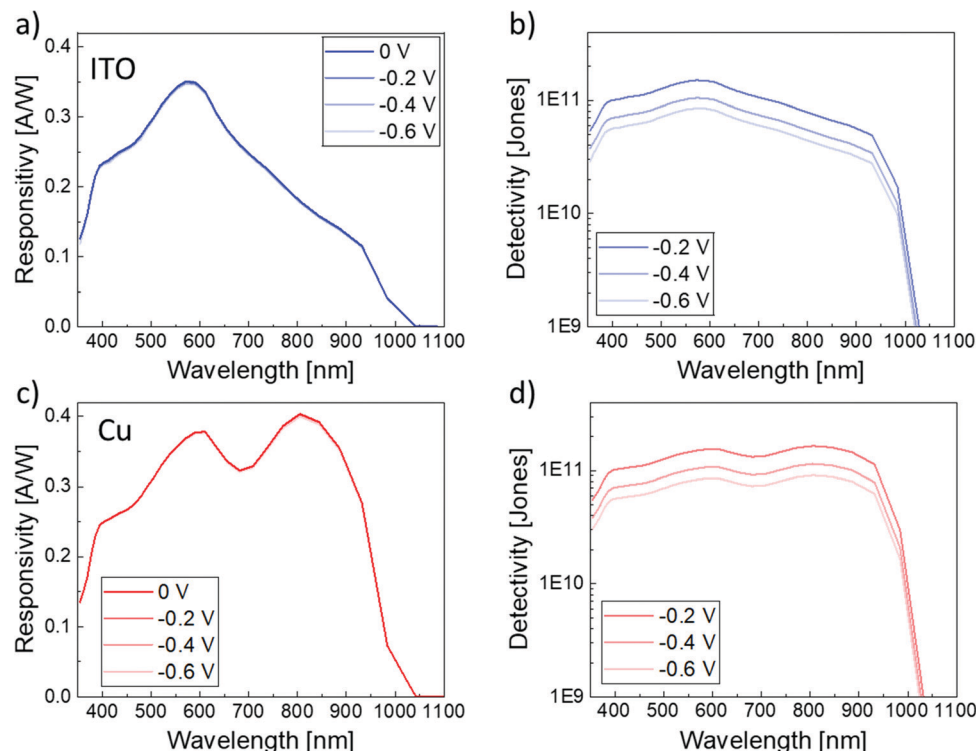 a)
ITO
0 V
-0.2 V
-0.4 V
-0.6 V
0.4
0.3
0.2
0.1
0.0
Responsitivy [A/W]
400 500 600 700 800 900 1000 1100
Wavelength [nm]
b)
1E11
1E10
1E9
Detectivity [Jones]
-0.2 V
-0.4 V
-0.6 V
400 500 600 700 800 900 1000 1100
Wavelength [nm]
c)
Cu
0.4
0.3
0.2
0.1
0.0
Responsivity [A/W]
0 V
-0.2 V
-0.4 V
-0.6 V
400 500 600 700 800 900 1000 1100
Wavelength [nm]
d)
1E11
1E10
1E9
Detectivity [Jones]
-0.2 V
-0.4 V
-0.6 V
400 500 600 700 800 900 1000 1100
Wavelength [nm]